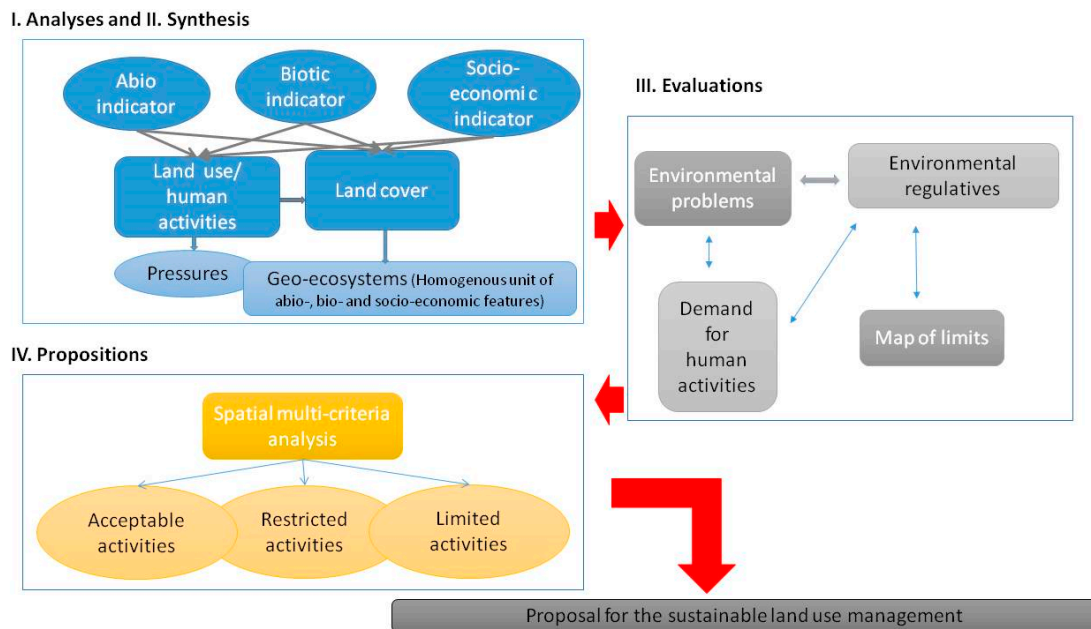 I. Analyses and II. Synthesis
Abio
indicator
Biotic
indicator
Socio-
economic
indicator
Land use/
human
activities
Land cover
Pressures
Geo-ecosystems (Homogenous unit of
abio-, bio- and socio-economic features)
III. Evaluations
Environmental
problems
Environmental
regulatives
Demand
for
human
activities
Map of limits
IV. Propositions
Spatial multi-criteria
analysis
Acceptable
activities
Restricted
activities
Limited
activities
Proposal for the sustainable land use management